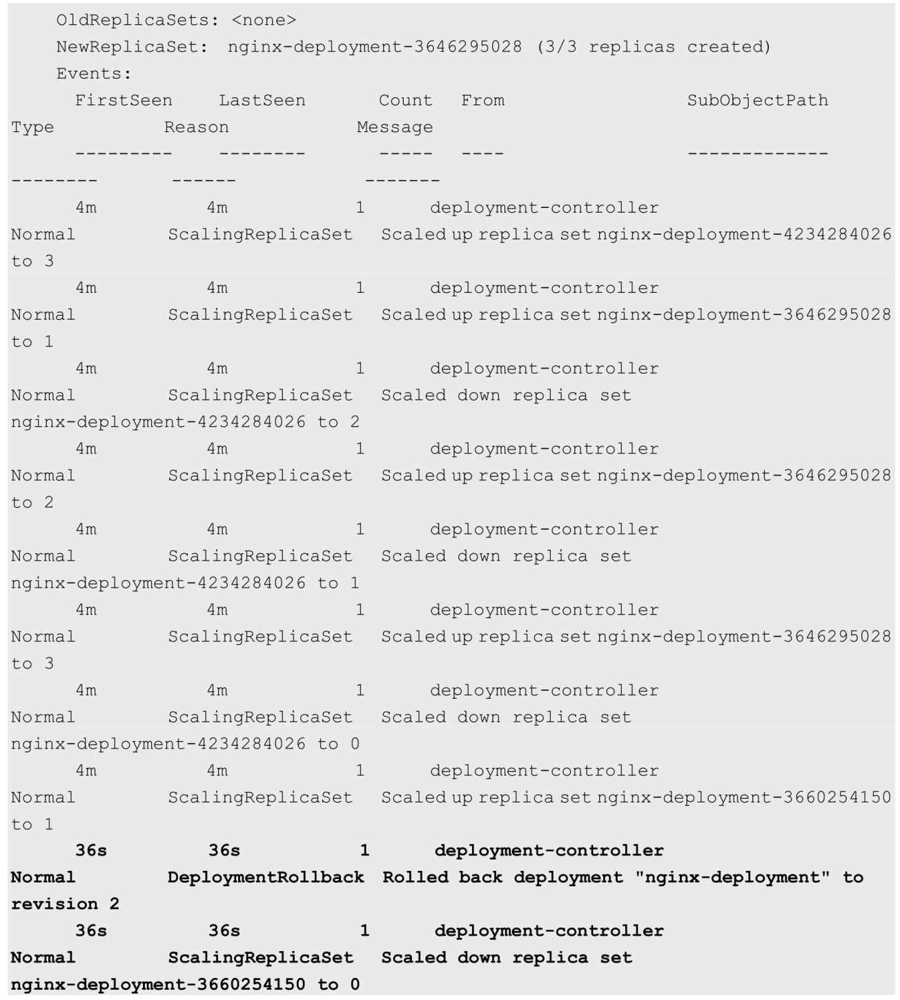 OldReplicaSets: <none>
NewReplicaSet: nginx-deployment-3646295028 (3/3 replicas created)
Events:
FirstSeen LastSeen Count From SubObjectPath
Type Reason Message
--------- -------- ----- ---- -------------
-------- ------ -------
4m 4m 1 deployment-controller
Normal ScalingReplicaSet Scaled up replica set nginx-deployment-4234284026
to 3
4m 4m 1 deployment-controller
Normal ScalingReplicaSet Scaled up replica set nginx-deployment-3646295028
to 1
4m 4m 1 deployment-controller
Normal ScalingReplicaSet Scaled down replica set
nginx-deployment-4234284026 to 2
4m 4m 1 deployment-controller
Normal ScalingReplicaSet Scaled up replica set nginx-deployment-3646295028
to 2
4m 4m 1 deployment-controller
Normal ScalingReplicaSet Scaled down replica set
nginx-deployment-4234284026 to 1
4m 4m 1 deployment-controller
Normal ScalingReplicaSet Scaled up replica set nginx-deployment-3646295028
to 3
4m 4m 1 deployment-controller
Normal ScalingReplicaSet Scaled down replica set
nginx-deployment-4234284026 to 0
4m 4m 1 deployment-controller
Normal ScalingReplicaSet Scaled up replica set nginx-deployment-3660254150
to 1
36s 36s 1 deployment-controller
Normal DeploymentRollback Rolled back deployment "nginx-deployment" to
revision 2
36s 36s 1 deployment-controller
Normal ScalingReplicaSet Scaled down replica set
nginx-deployment-3660254150 to 0